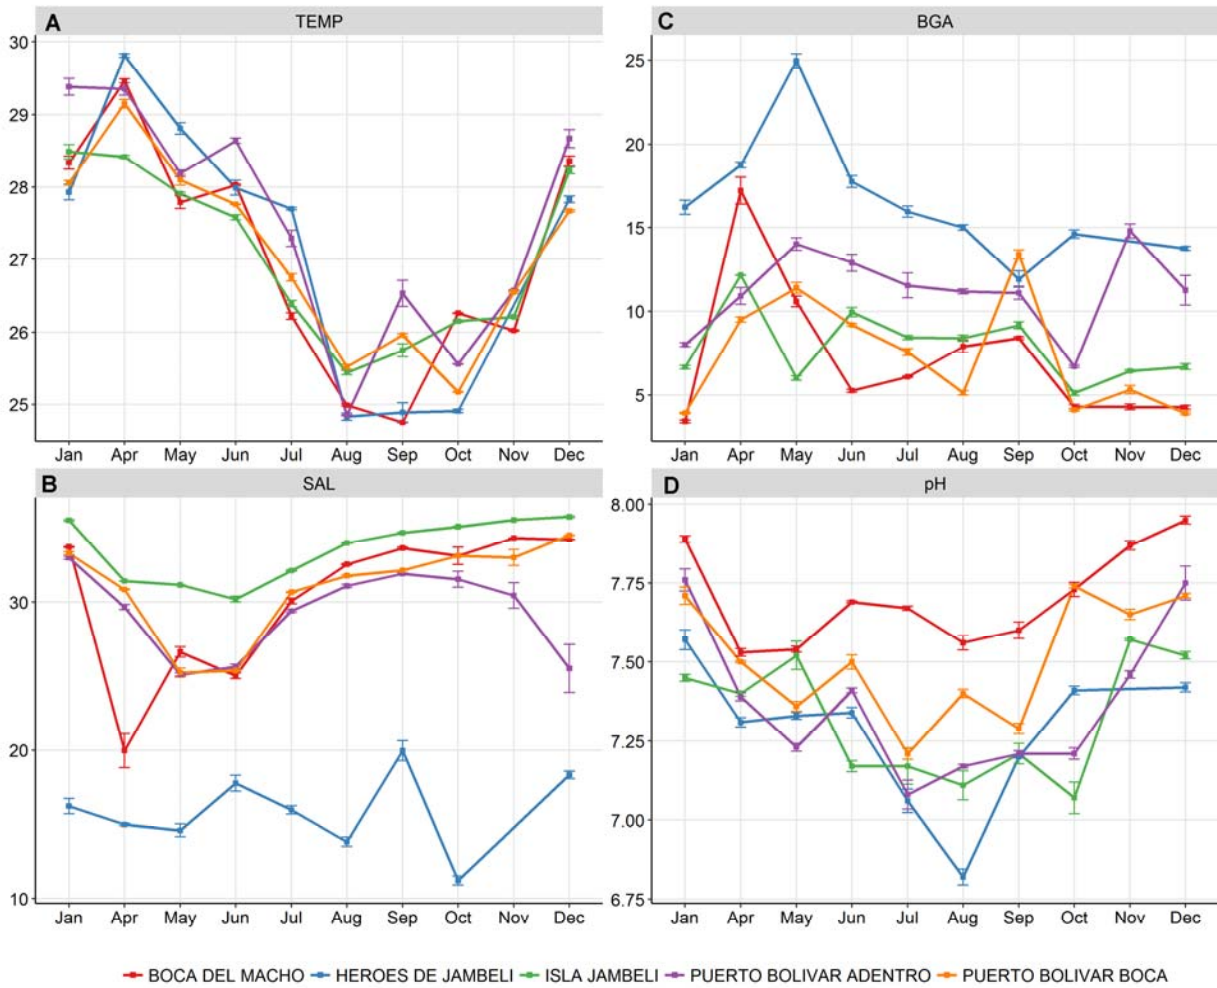 A TEMP
30
29
28
27
26
25
Jan Apr May Jun Jul Aug Sep Oct Nov Dec
C BGA
25
20
15
10
5
Jan Apr May Jun Jul Aug Sep Oct Nov Dec
B SAL
30
20
10
Jan Apr May Jun Jul Aug Sep Oct Nov Dec
D pH
8.00
7.75
7.50
7.25
7.00
6.75
Jan Apr May Jun Jul Aug Sep Oct Nov Dec
BOCA DEL MACHO HEROES DE JAMBELI ISLA JAMBELI PUERTO BOLIVAR ADENTRO PUERTO BOLIVAR BOCA